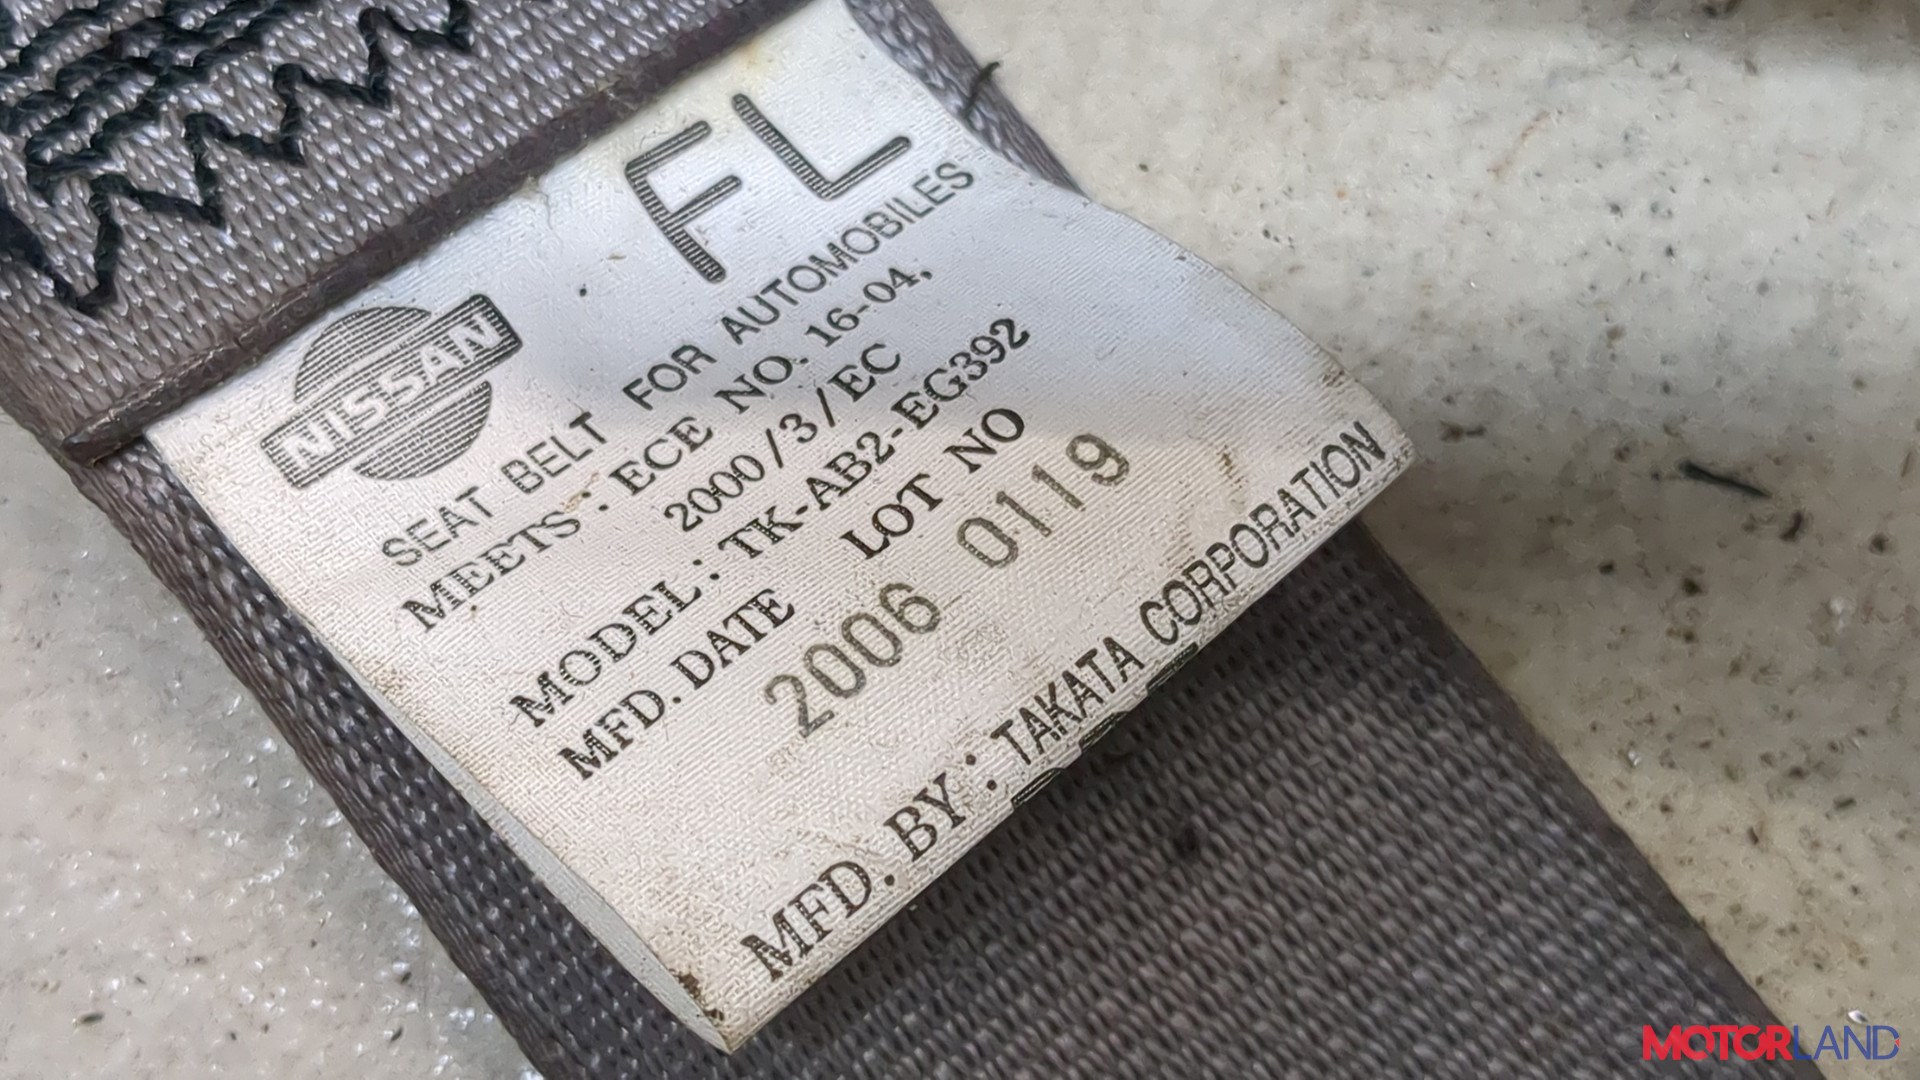 FL
NISSAN
SEAT BELT FOR AUTOMOBILES
MEETS : ECE NO. 16-04,
2000/3/EC
MODEL : TK-AB2-EG392
MFD. DATE LOT NO
2006 0119
MFD. BY : TAKATA CORPORATION
MOTORLAND